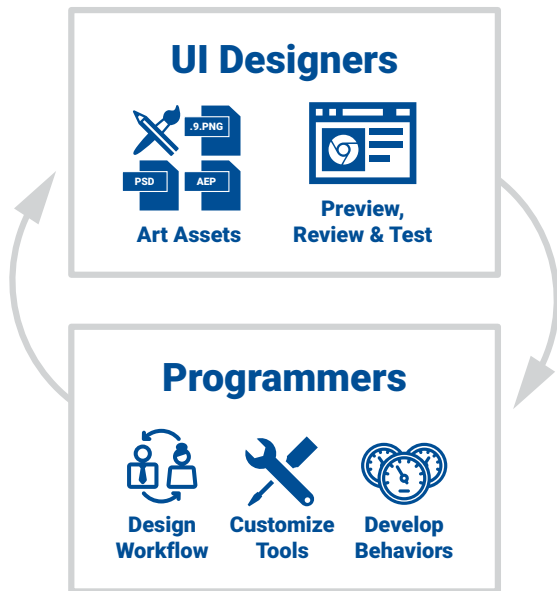 UI Designers
.9.PNG
PSD
AEP
Art Assets
Preview,
Review & Test
Programmers
Design
Workflow
Customize
Tools
Develop
Behaviors